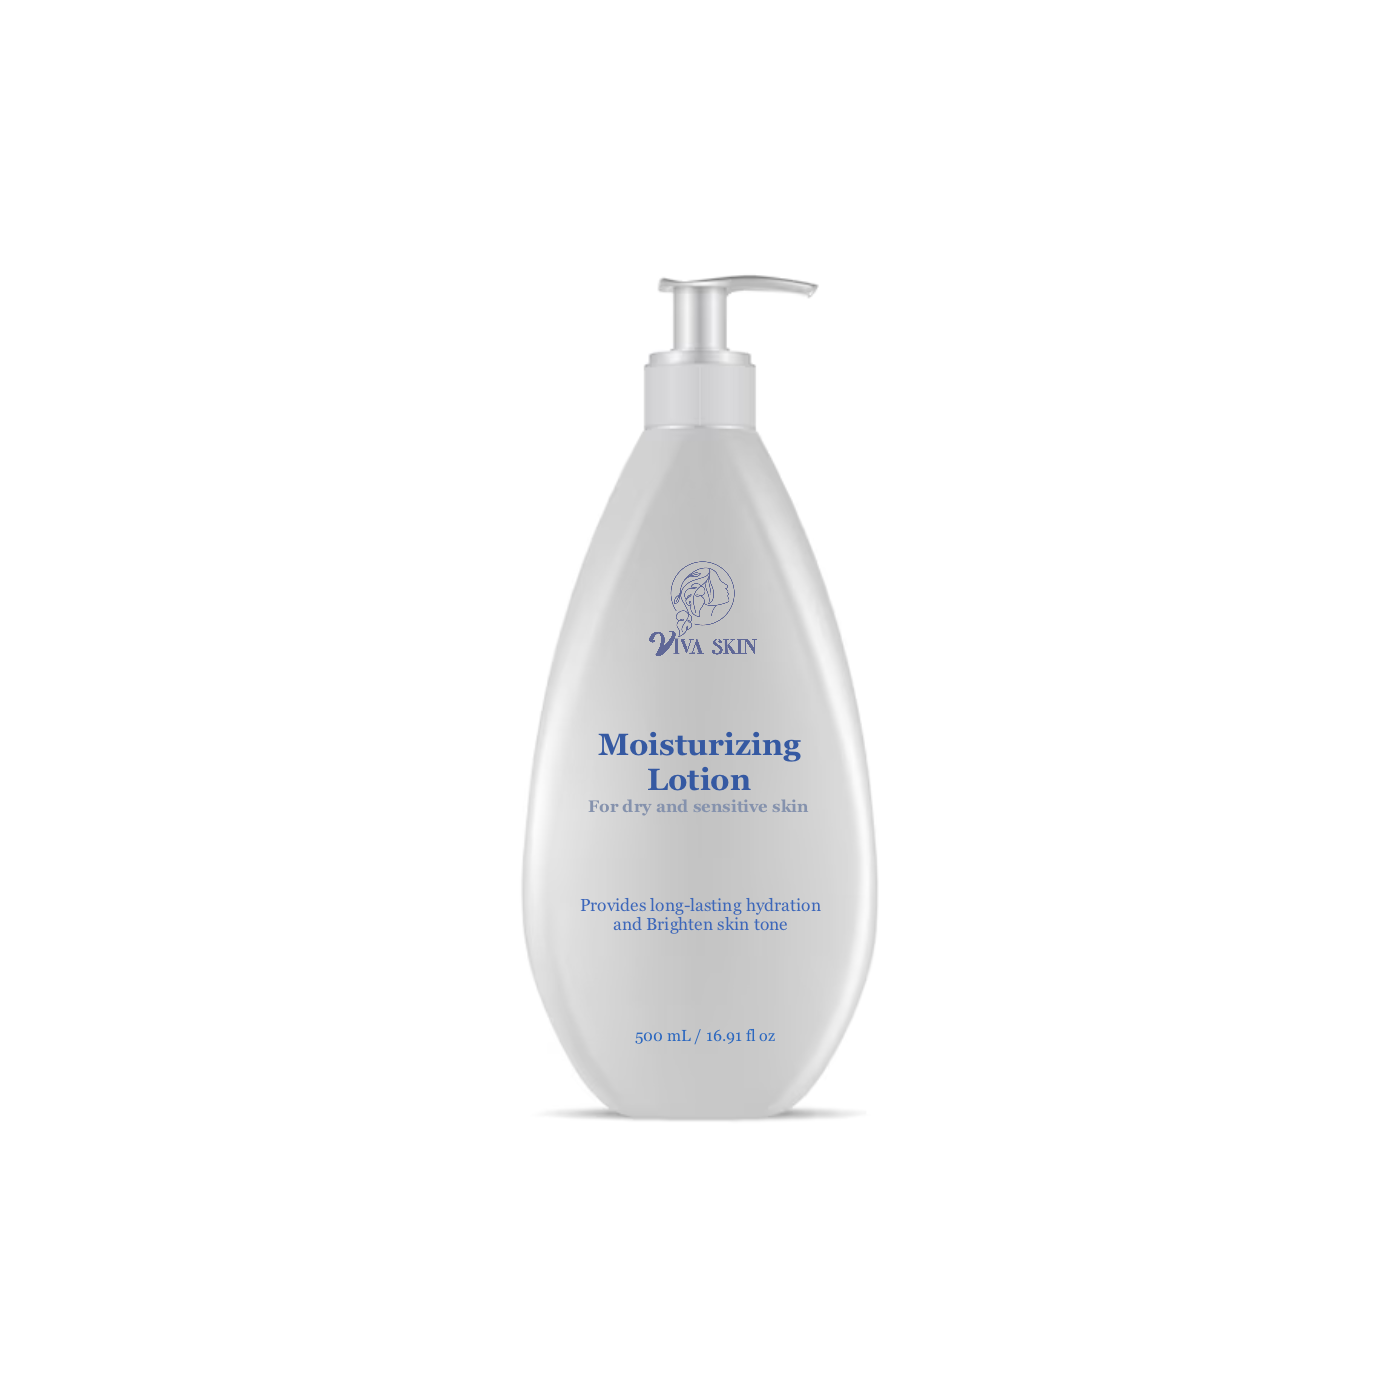 VIVA SKIN
Moisturizing
Lotion
For dry and sensitive skin
Provides long-lasting hydration
and Brighten skin tone
500 mL / 16.91 fl oz